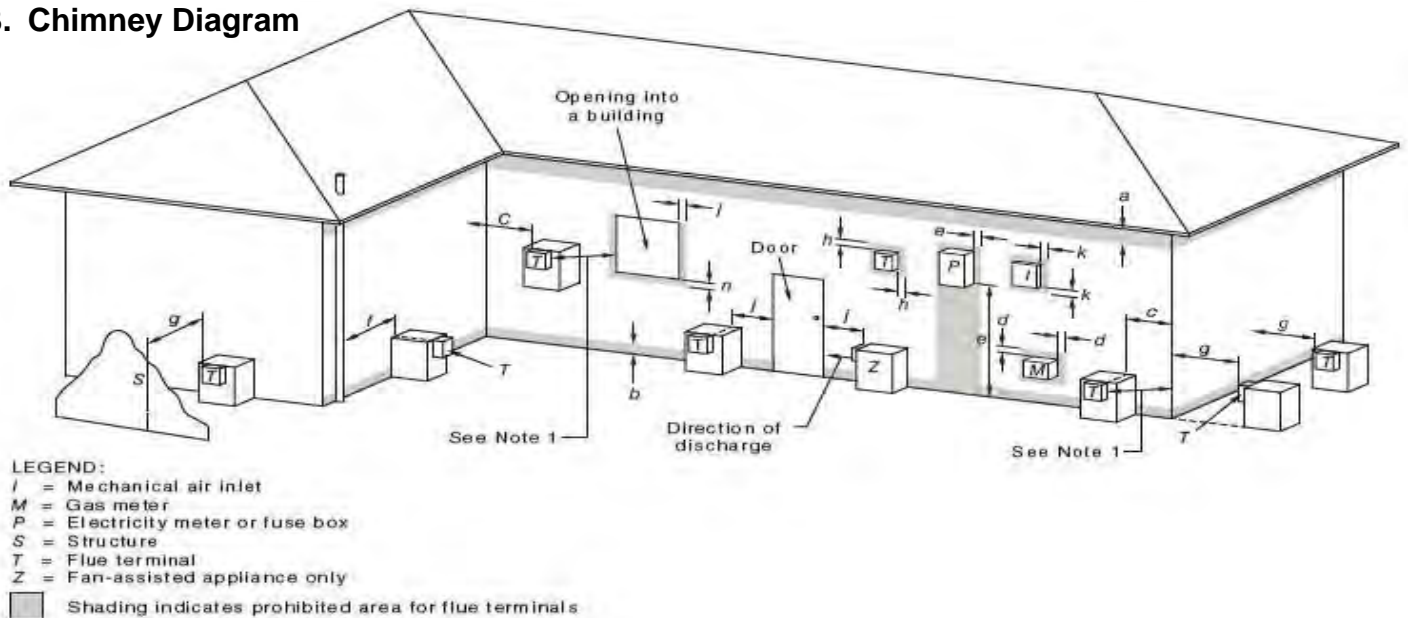 . Chimney Diagram
Opening into
a building
a
c
j
h
e
Door
k
T
T
P
I
n
h
k
g
f
j
j
d
e
d
c
g
g
S
T
T
T
b
Z
M
T
T
T
Direction of
discharge
See Note 1
See Note 1
LEGEND:
I = Mechanical air inlet
M = Gas meter
P = Electricity meter or fuse box
S = Structure
T = Flue terminal
Z = Fan-assisted appliance only
Shading indicates prohibited area for flue terminals